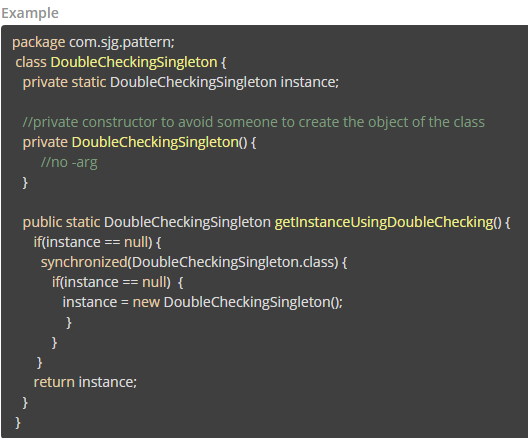 Example
package com.sjg.pattern;
class DoubleCheckingSingleton {
private static DoubleCheckingSingleton instance;
//private constructor to avoid someone to create the object of the class
private DoubleCheckingSingleton() {
//no -arg
}
public static DoubleCheckingSingleton getInstanceUsingDoubleChecking() {
if(instance == null) {
synchronized(DoubleCheckingSingleton.class) {
if(instance == null)  {
instance = new DoubleCheckingSingleton();
}
}
}
return instance;
}
}